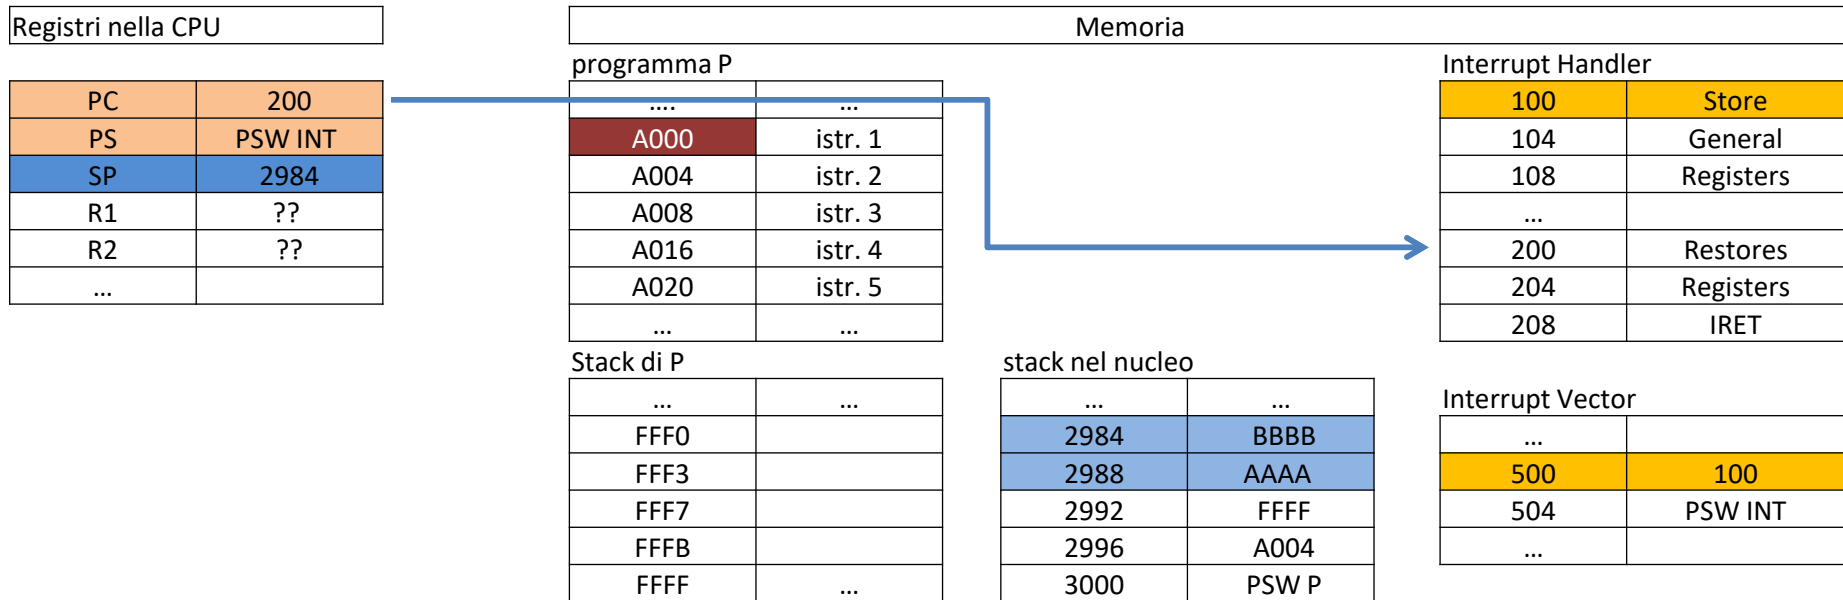 Registri nella CPU
Memoria
programma P
Interrupt Handler
PC 200
PS PSW INT
SP 2984
R1 ??
R2 ??
...
.... ...
A000 istr. 1
A004 istr. 2
A008 istr. 3
A016 istr. 4
A020 istr. 5
... ...
100 Store
104 General
108 Registers
...
200 Restores
204 Registers
208 IRET
Stack di P
... ...
FFF0
FFF3
FFF7
FFFB
FFFF ...
stack nel nucleo
... ...
2984 BBBB
2988 AAAA
2992 FFFF
2996 A004
3000 PSW P
Interrupt Vector
...
500 100
504 PSW INT
...